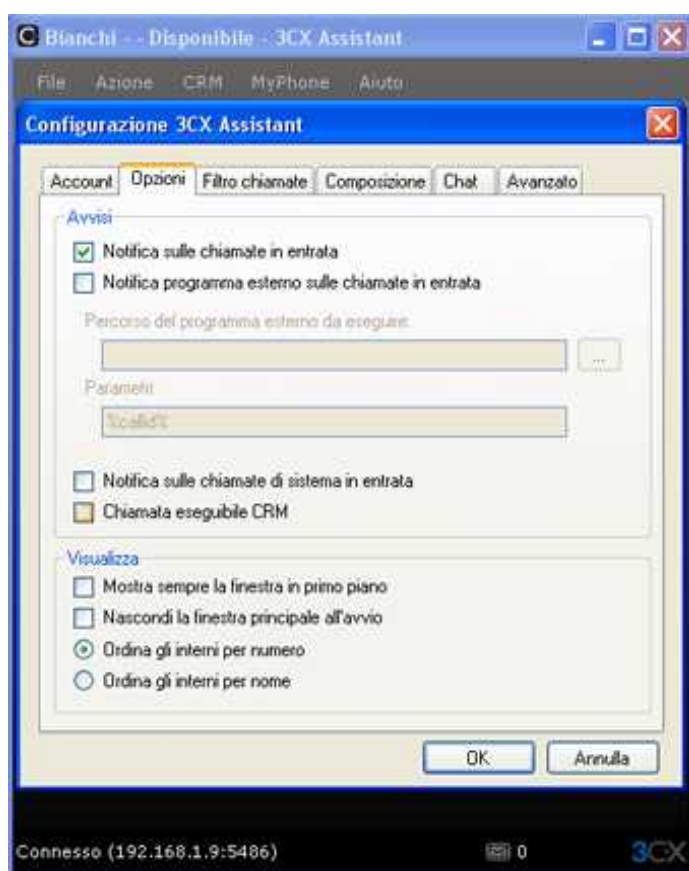 Bianchi - - Disponibile - 3CX Assistant
File Azione CRM MyPhone Aiuto
Configurazione 3CX Assistant
Account Opzioni Filtro chiamate Composizione Chat Avanzato
Avvisi
Notifica sulle chiamate in entrata
Notifica programma esterno sulle chiamate in entrata
Percorso del programma esterno da eseguire:
...
Parametri
%callid%
Notifica sulle chiamate di sistema in entrata
Chiamata eseguibile CRM
Visualizza
Mostra sempre la finestra in primo piano
Nascondi la finestra principale all'avvio
Ordina gli interni per numero
Ordina gli interni per nome
OK Annulla
Connesso (192.168.1.9:5486) 0 3CX